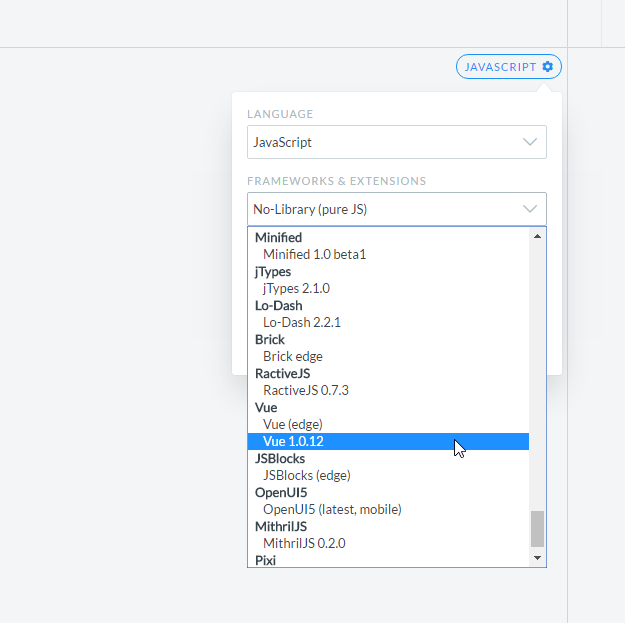 JAVASCRIPT
LANGUAGE
JavaScript
FRAMEWORKS & EXTENSIONS
No-Library (pure JS)
Minified
Minified 1.0 beta1
jTypes
jTypes 2.1.0
Lo-Dash
Lo-Dash 2.2.1
Brick
Brick edge
RactiveJS
RactiveJS 0.7.3
Vue
Vue (edge)
Vue 1.0.12
JSBlocks
JSBlocks (edge)
OpenUI5
OpenUI5 (latest, mobile)
MithrilJS
MithrilJS 0.2.0
Pixi